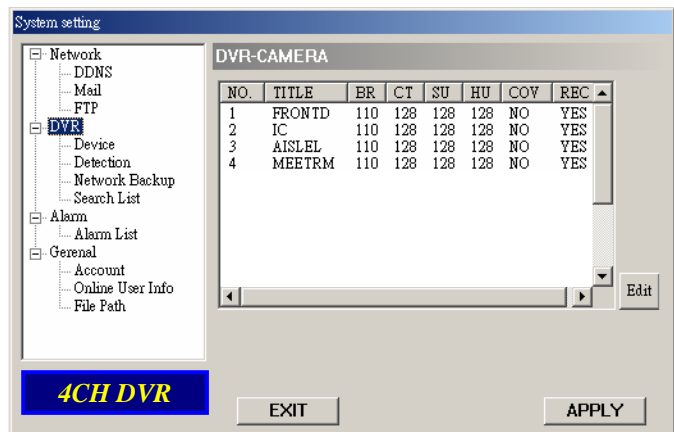 System setting
Network
DDNS
Mail
FTP
DVR
Device
Detection
Network Backup
Search List
Alarm
Alarm List
Gerenal
Account
Online User Info
File Path
4CH DVR
DVR-CAMERA
NO. TITLE BR CT SU HU COV REC
1 FRONTD 110 128 128 128 NO YES
2 IC 110 128 128 128 NO YES
3 AISLEL 110 128 128 128 NO YES
4 MEETRM 110 128 128 128 NO YES
Edit
EXIT
APPLY